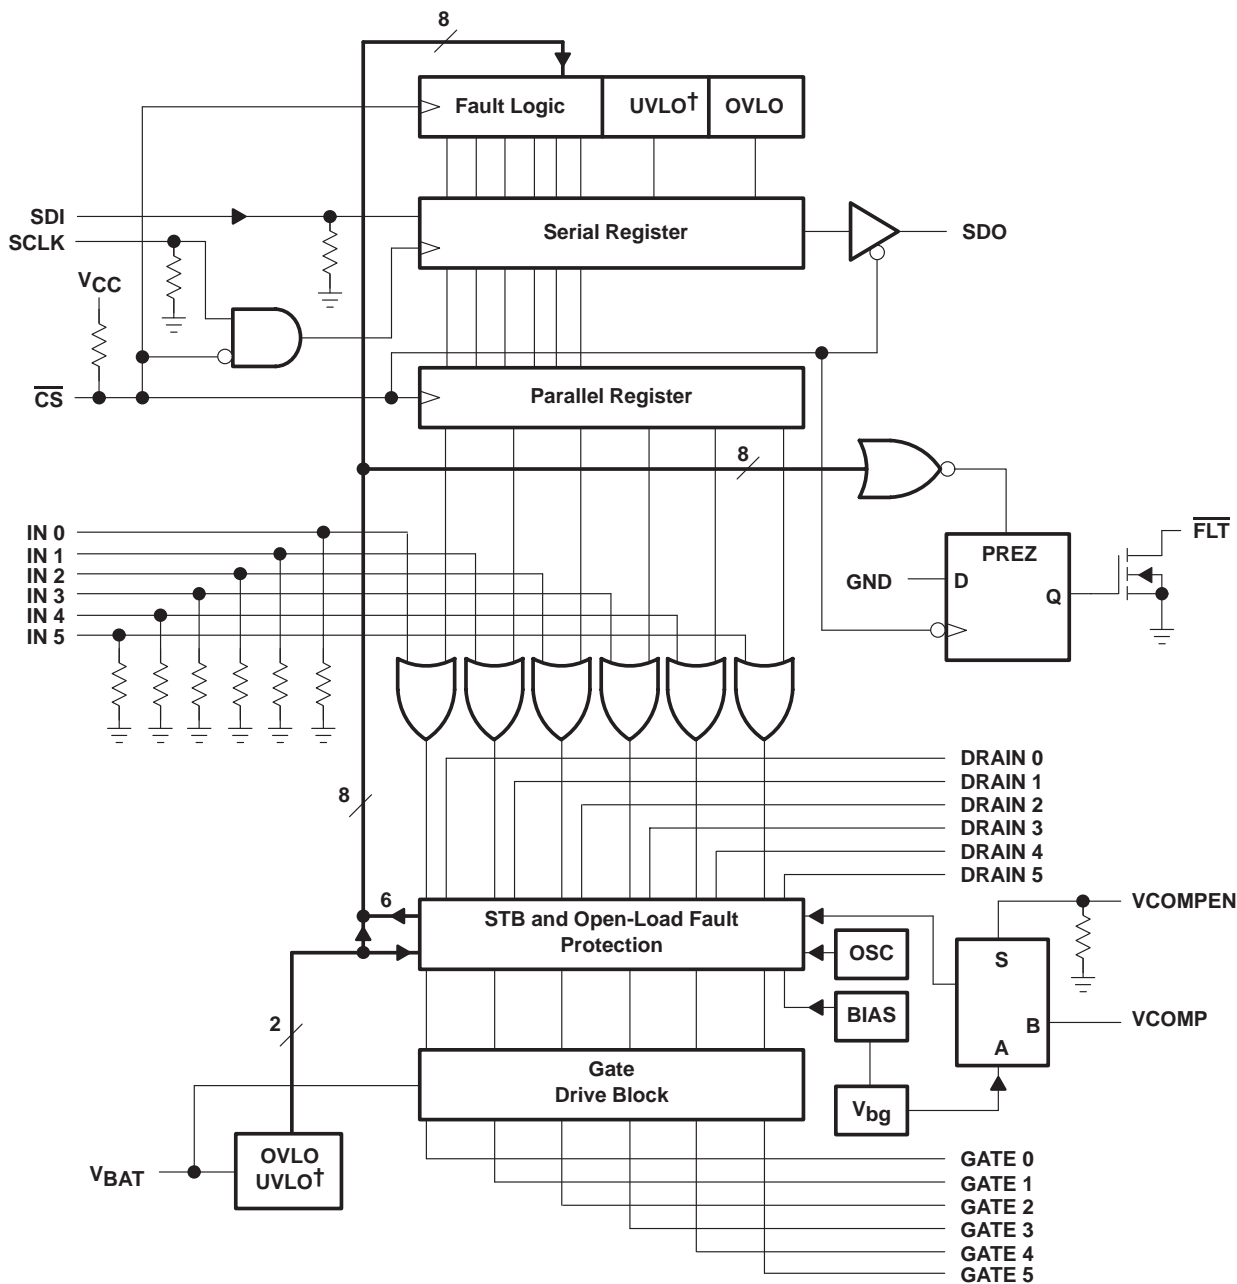 8
Fault Logic
UVLO†
OVLO
SDI
SCLK
Serial Register
SDO
VCC
CS
Parallel Register
8
IN 0
IN 1
IN 2
IN 3
IN 4
IN 5
FLT
PREZ
GND
D
Q
DRAIN 0
DRAIN 1
DRAIN 2
DRAIN 3
DRAIN 4
DRAIN 5
8
6
STB and Open-Load Fault
Protection
VCOMPEN
OSC
S
2
BIAS
B
VCOMP
A
Gate
Drive Block
Vbg
VBAT
OVLO
UVLO†
GATE 0
GATE 1
GATE 2
GATE 3
GATE 4
GATE 5